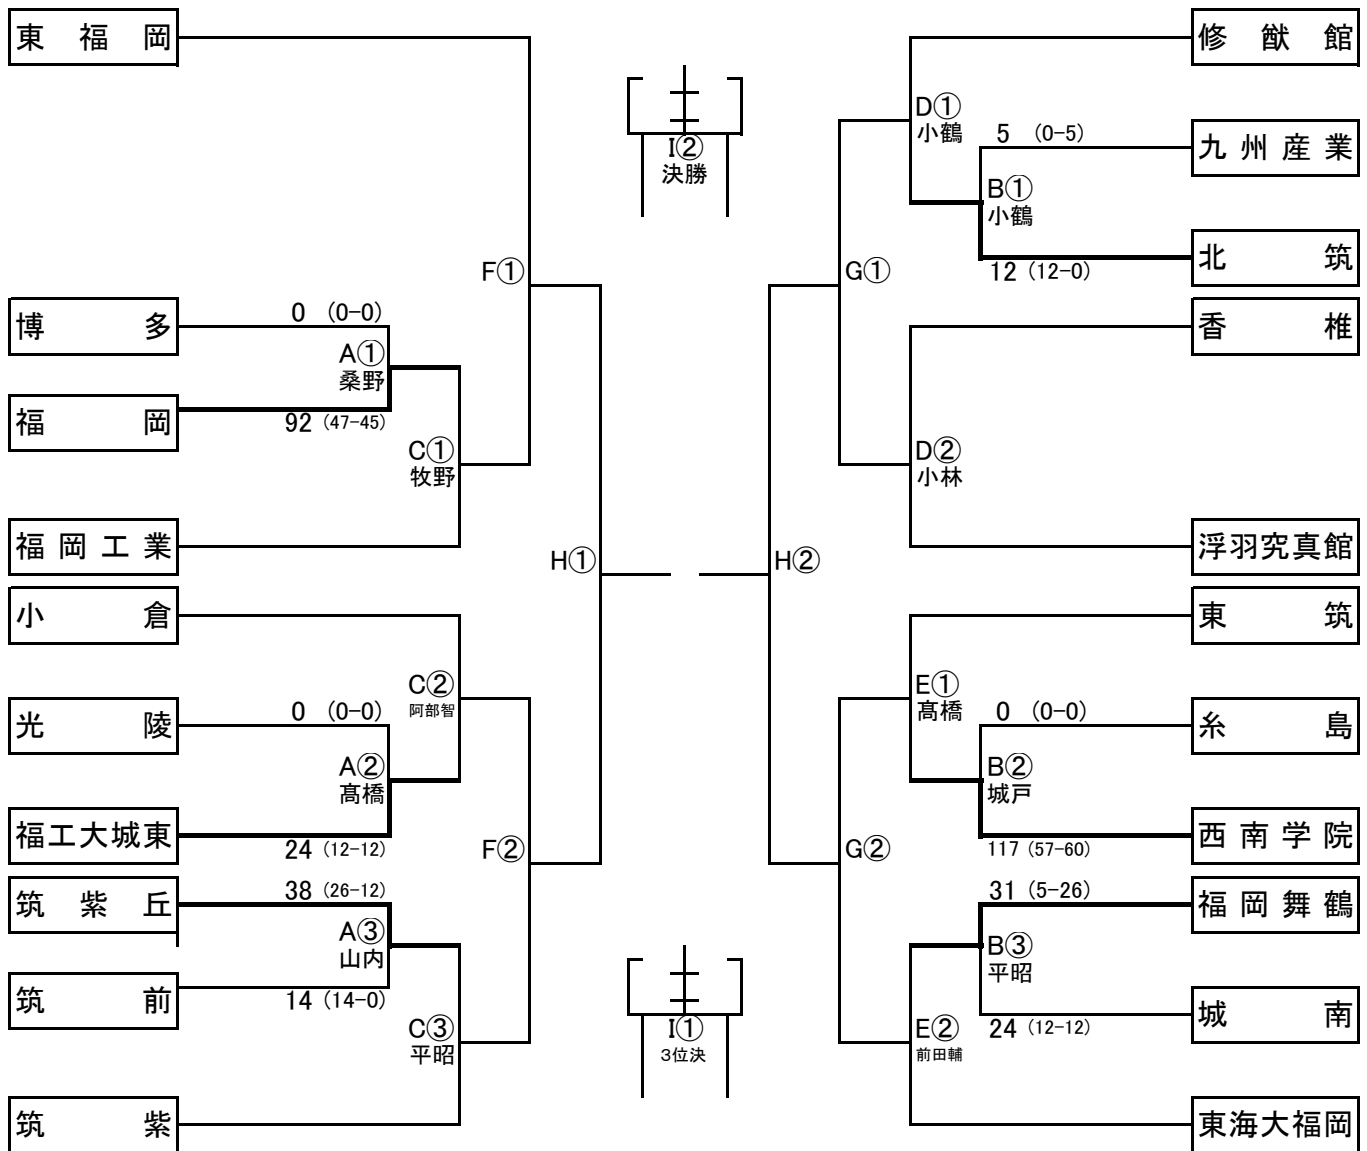 東福岡
博多
福岡
福岡工業
小倉
光陵
福工大城東
筑紫丘
筑前
筑紫
0 (0-0)
A①
桑野
92 (47-45)
C①
牧野
F①
C②
阿部智
0 (0-0)
A②
髙橋
24 (12-12)
F②
38 (26-12)
A③
山内
14 (14-0)
C③
平昭
H①
I②
決勝
I①
3位決
H②
G①
D①
小鶴
5 (0-5)
B①
小鶴
12 (12-0)
D②
小林
E①
髙橋
0 (0-0)
B②
城戸
117 (57-60)
G②
31 (5-26)
B③
平昭
24 (12-12)
E②
前田輔
修猷館
九州産業
北筑
香椎
浮羽究真館
東筑
糸島
西南学院
福岡舞鶴
城南
東海大福岡